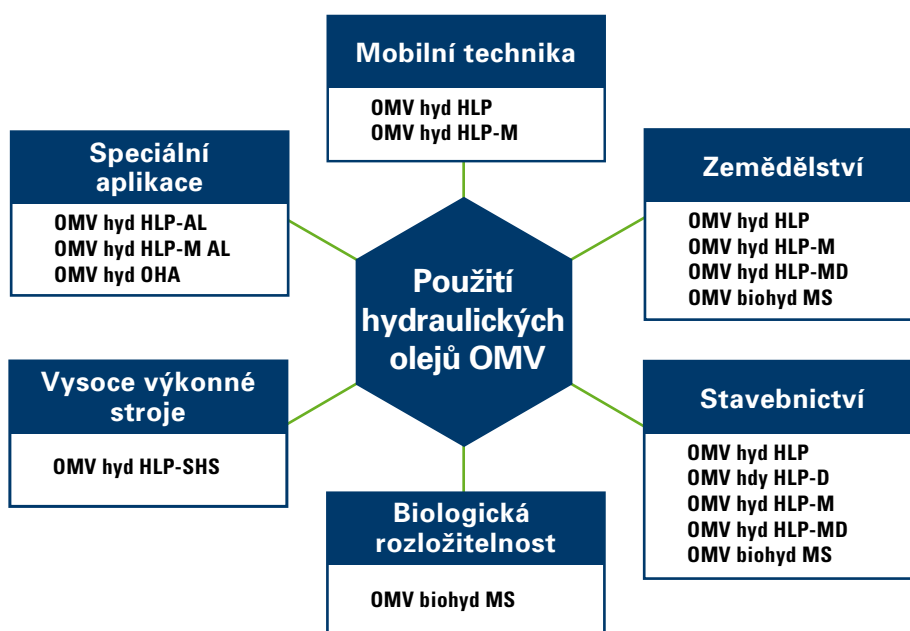 Mobilní technika
OMV hyd HLP
OMV hyd HLP-M
Speciální
aplikace
OMV hyd HLP-AL
OMV hyd HLP-M AL
OMV hyd OHA
Zemědělství
OMV hyd HLP
OMV hyd HLP-M
OMV hyd HLP-MD
OMV biohyd MS
Použití
hydraulických
olejů OMV
Vysoce výkonné
stroje
OMV hyd HLP-SHS
Stavebnictví
OMV hyd HLP
OMV hdy HLP-D
OMV hyd HLP-M
OMV hyd HLP-MD
OMV biohyd MS
Biologická
rozložitelnost
OMV biohyd MS